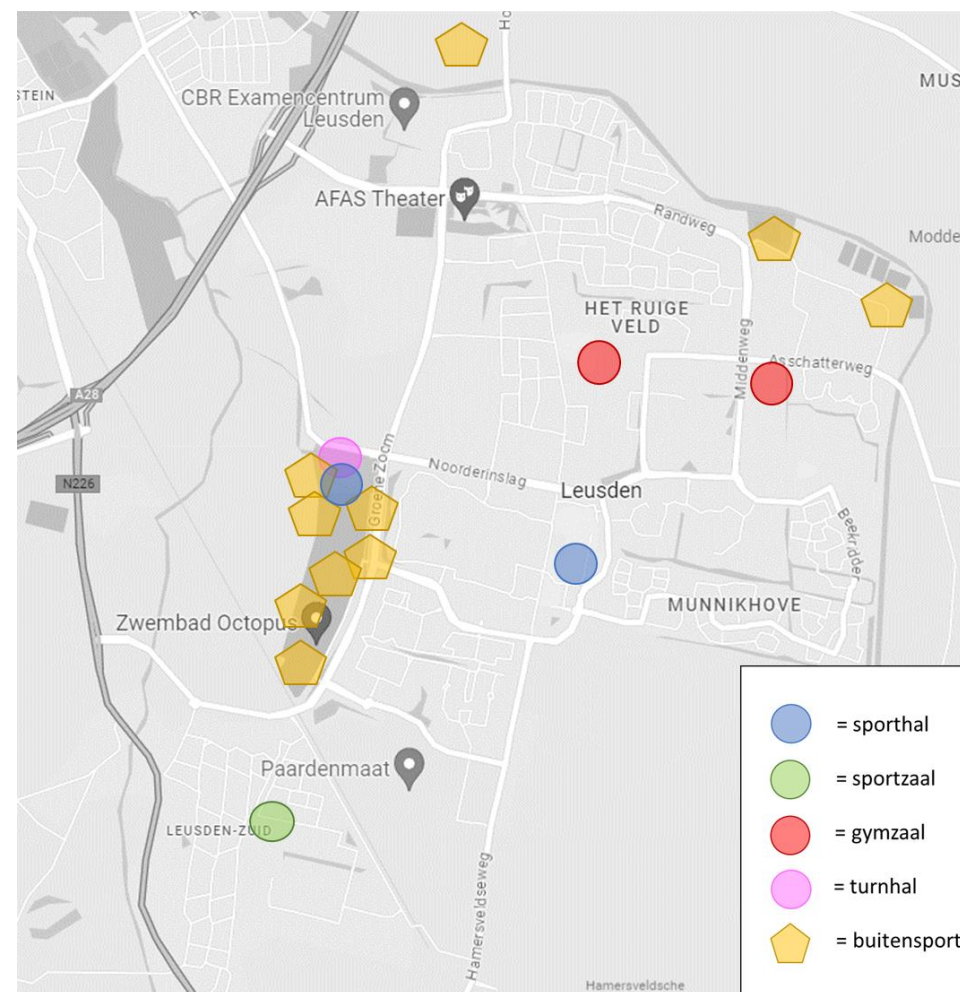 STEIN
CBR Examencentrum
Leusden
MUS
AFAS Theater
Randweg
Modde
HET RUIGE
VELD
Middenweg
Asschatterweg
A28
Groene Zoom
Noorderinslag
N226
Leusden
Beekridder
Zwembad Octopus
MUNNIKHOVE
Paardenmaat
LEUSDEN-ZUID
Hamersveldseweg
Hamersveldsche
= sporthal
= sportzaal
= gymzaal
= turnhal
= buitensport